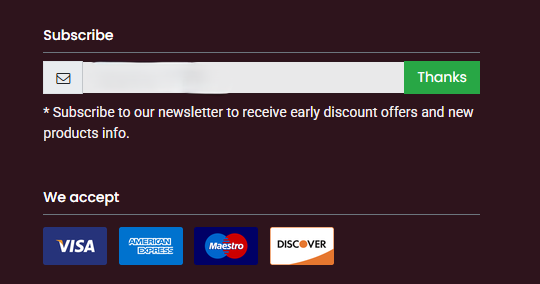 Subscribe
Thanks
* Subscribe to our newsletter to receive early discount offers and new
products info.
We accept
VISA
AMERICAN
EXPRESS
Maestro
DISCOVER